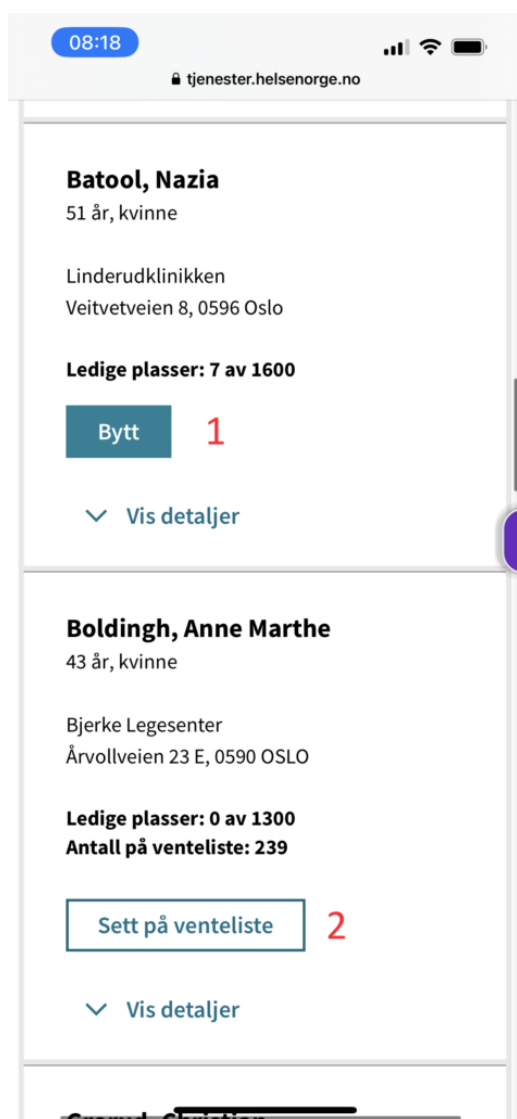 08:18
tjenester.helsenorge.no
Batool, Nazia
51 år, kvinne
Linderudklinikken
Veitvetveien 8, 0596 Oslo
Ledige plasser: 7 av 1600
Bytt 1
Vis detaljer
Boldingh, Anne Marthe
43 år, kvinne
Bjerke Legesenter
Årvollveien 23 E, 0590 OSLO
Ledige plasser: 0 av 1300
Antall på venteliste: 239
Sett på venteliste 2
Vis detaljer